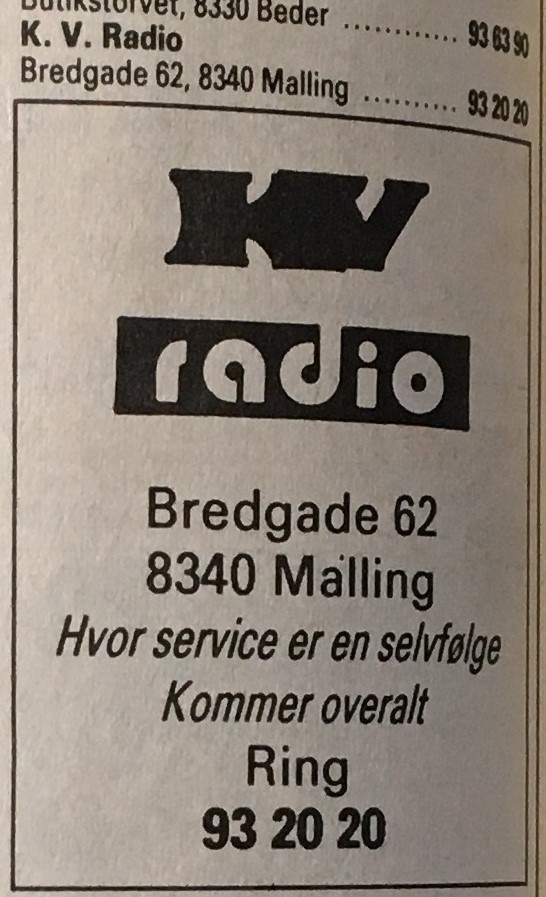 Butikstorvet, 8330 Beder ............ 93 63 90
K. V. Radio
Bredgade 62, 8340 Malling .......... 93 20 20
KV
radio
Bredgade 62
8340 Malling
Hvor service er en selvfølge
Kommer overalt
Ring
93 20 20